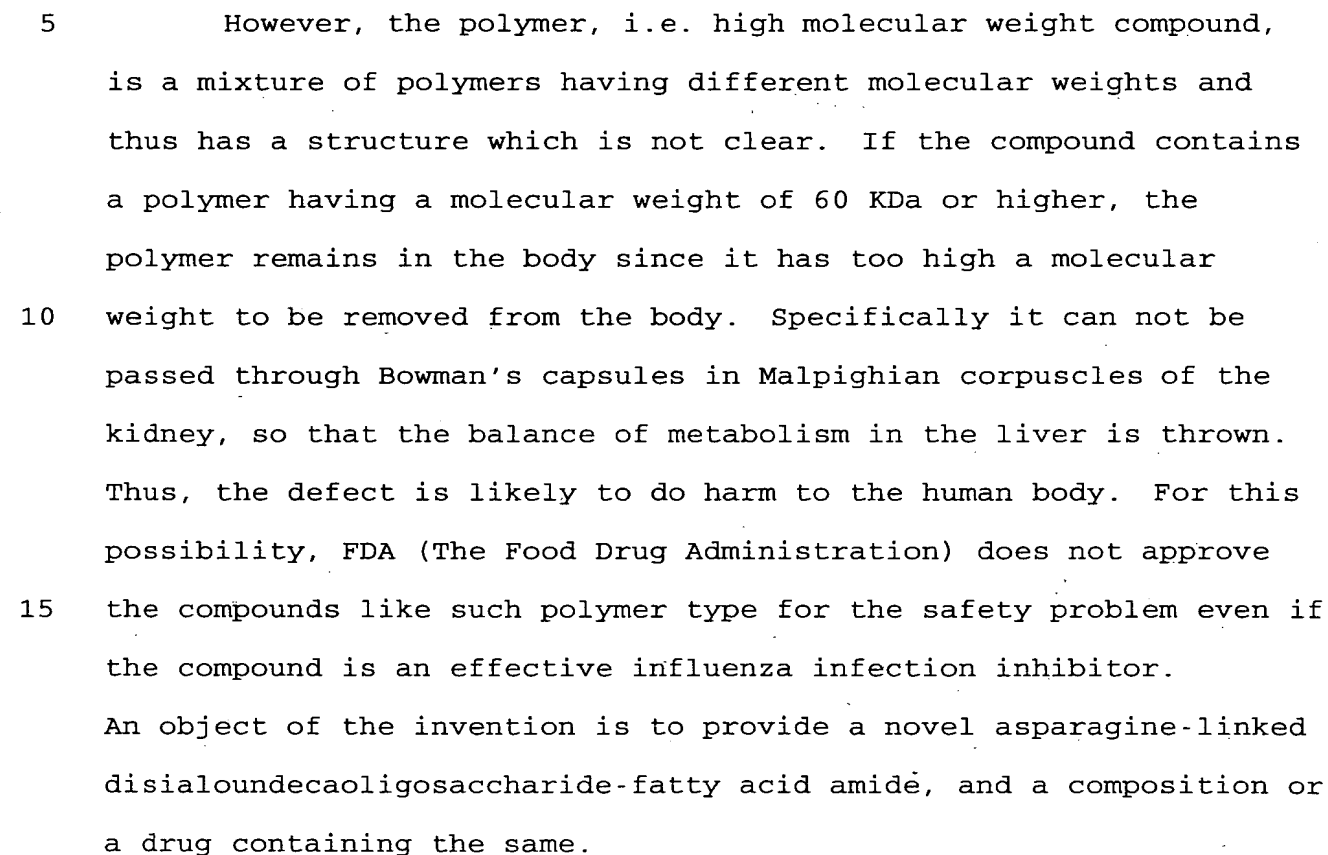 5 However, the polymer, i.e. high molecular weight compound,
is a mixture of polymers having different molecular weights and
thus has a structure which is not clear. If the compound contains
a polymer having a molecular weight of 60 KDa or higher, the
polymer remains in the body since it has too high a molecular
10 weight to be removed from the body. Specifically it can not be
passed through Bowman's capsules in Malpighian corpuscles of the
kidney, so that the balance of metabolism in the liver is thrown.
Thus, the defect is likely to do harm to the human body. For this
possibility, FDA (The Food Drug Administration) does not approve
15 the compounds like such polymer type for the safety problem even if
the compound is an effective influenza infection inhibitor.
An object of the invention is to provide a novel asparagine-linked
disialoundecaoligosaccharide-fatty acid amide, and a composition or
a drug containing the same.